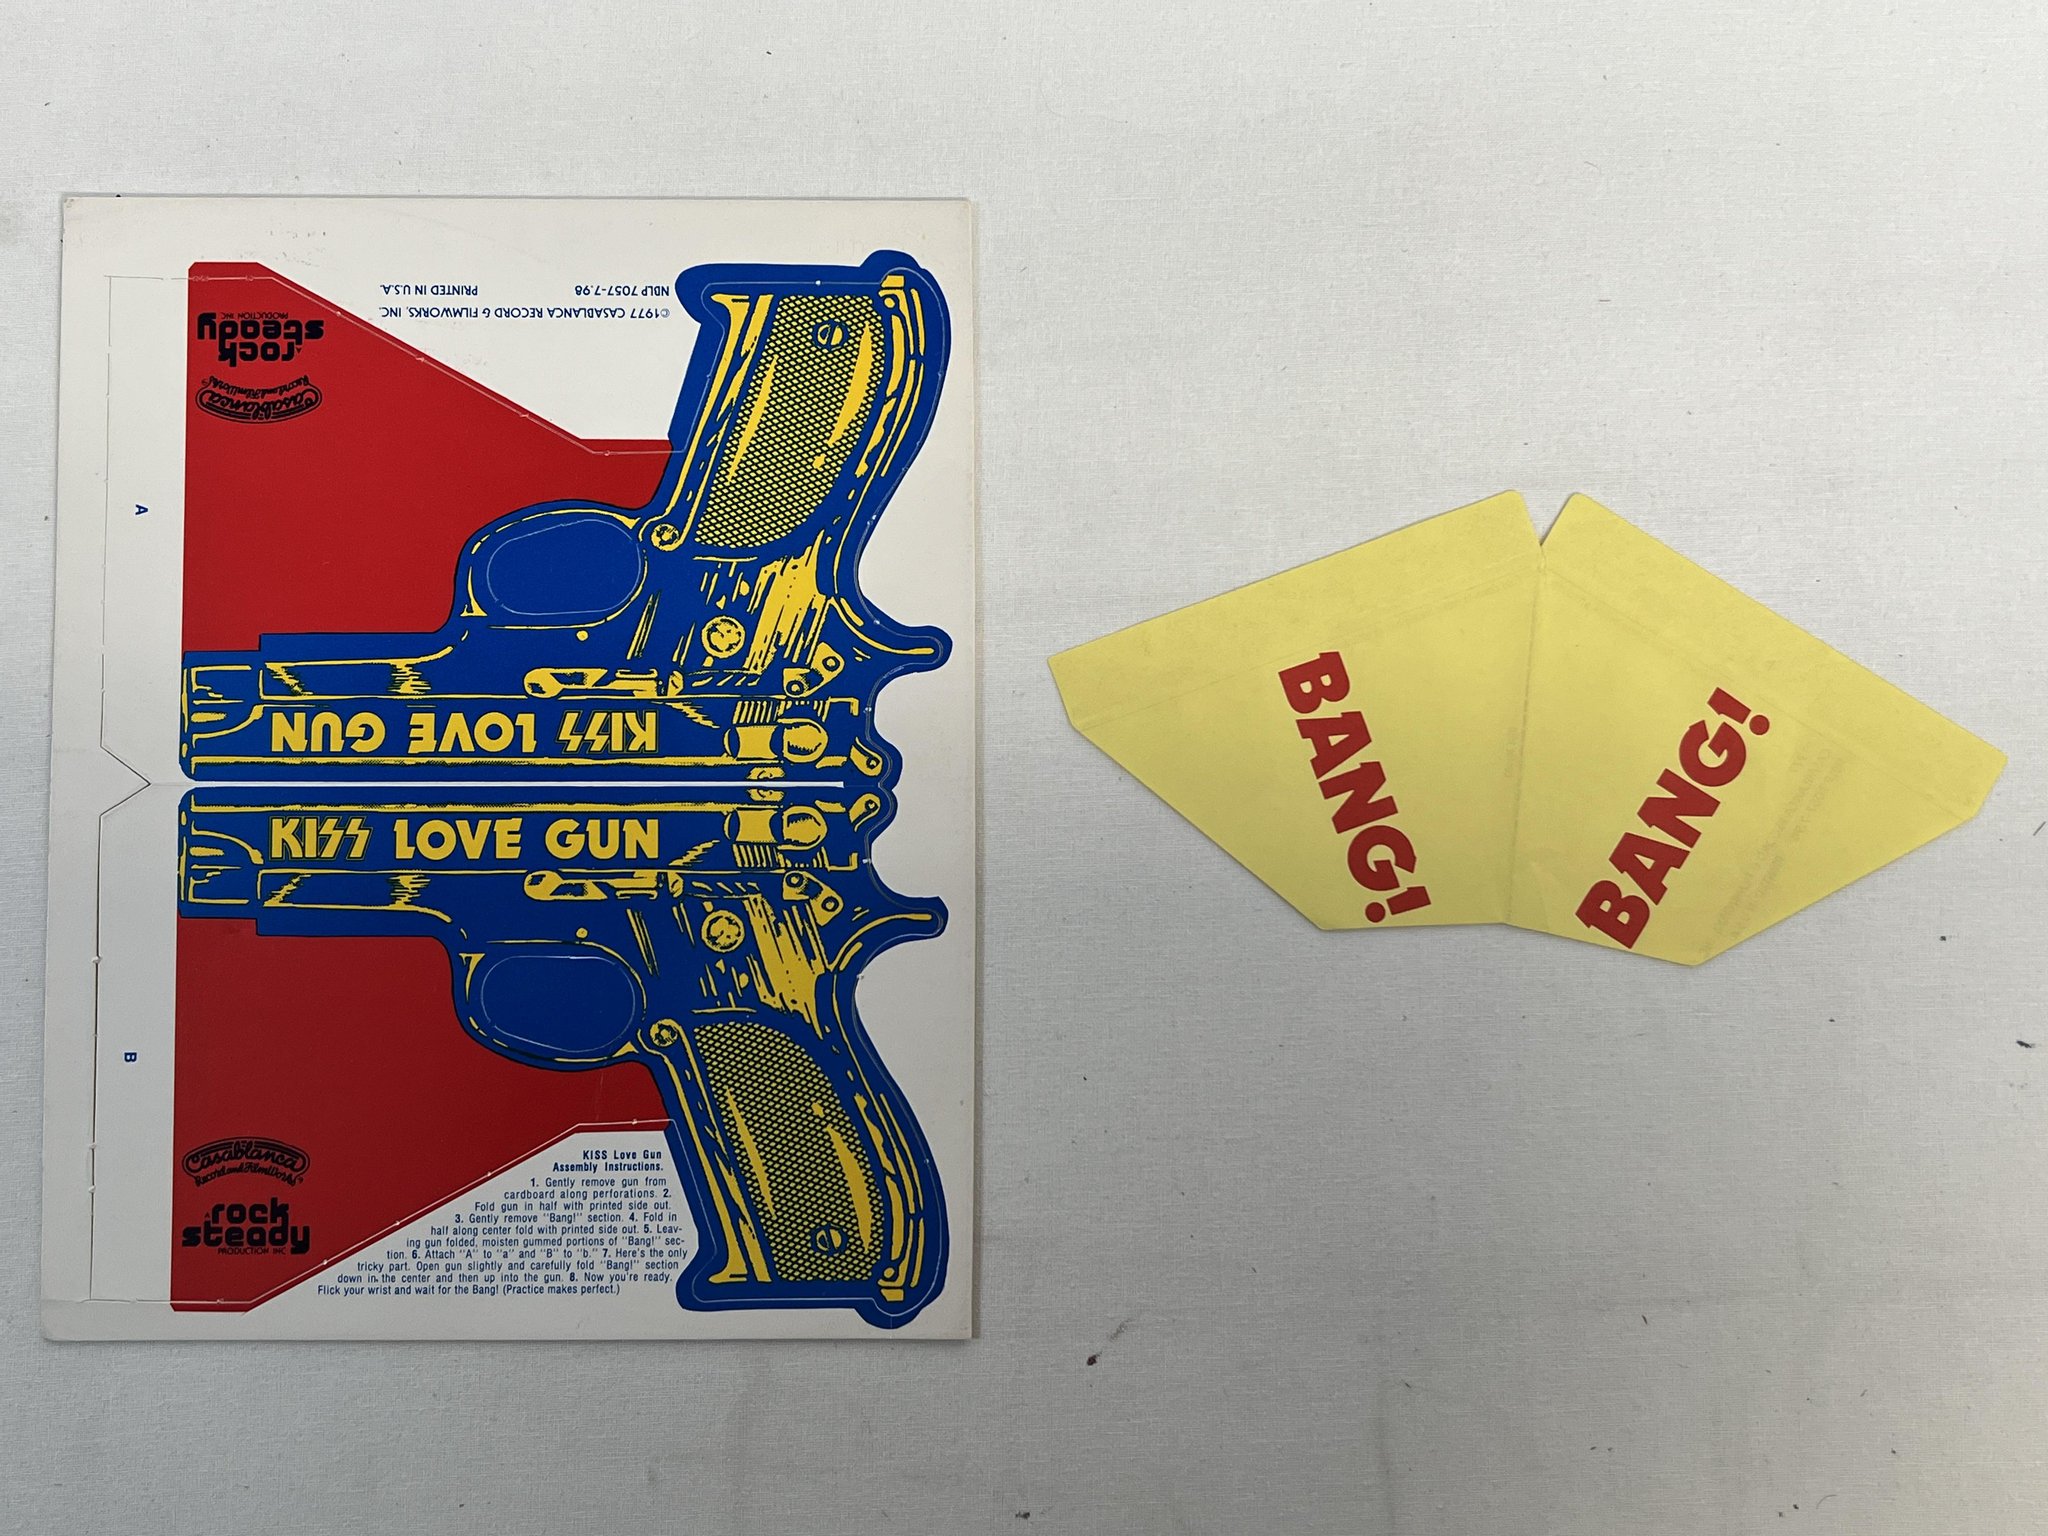 ©1977 CASABLANCA RECORD & FILMWORKS, INC.
NBLP 7057-7.98 PRINTED IN U.S.A.
A
rock
steady
PRODUCTION INC
Casablanca
Record and FilmWorks
A
KISS LOVE GUN
KISS LOVE GUN
B
Casablanca
Record and FilmWorks
A
rock
steady
PRODUCTION INC
KISS Love Gun
Assembly Instructions.
1. Gently remove gun from
cardboard along perforations. 2.
Fold gun in half with printed side out.
3. Gently remove "Bang!" section. 4. Fold in
half along center fold with printed side out. 5. Leav-
ing gun folded, moisten gummed portions of "Bang!" sec-
tion. 6. Attach "A" to "a" and "B" to "b." 7. Here's the only
tricky part. Open gun slightly and carefully fold "Bang!" section
down in the center and then up into the gun. 8. Now you're ready.
Flick your wrist and wait for the Bang! (Practice makes perfect.)
BANG!
BANG!